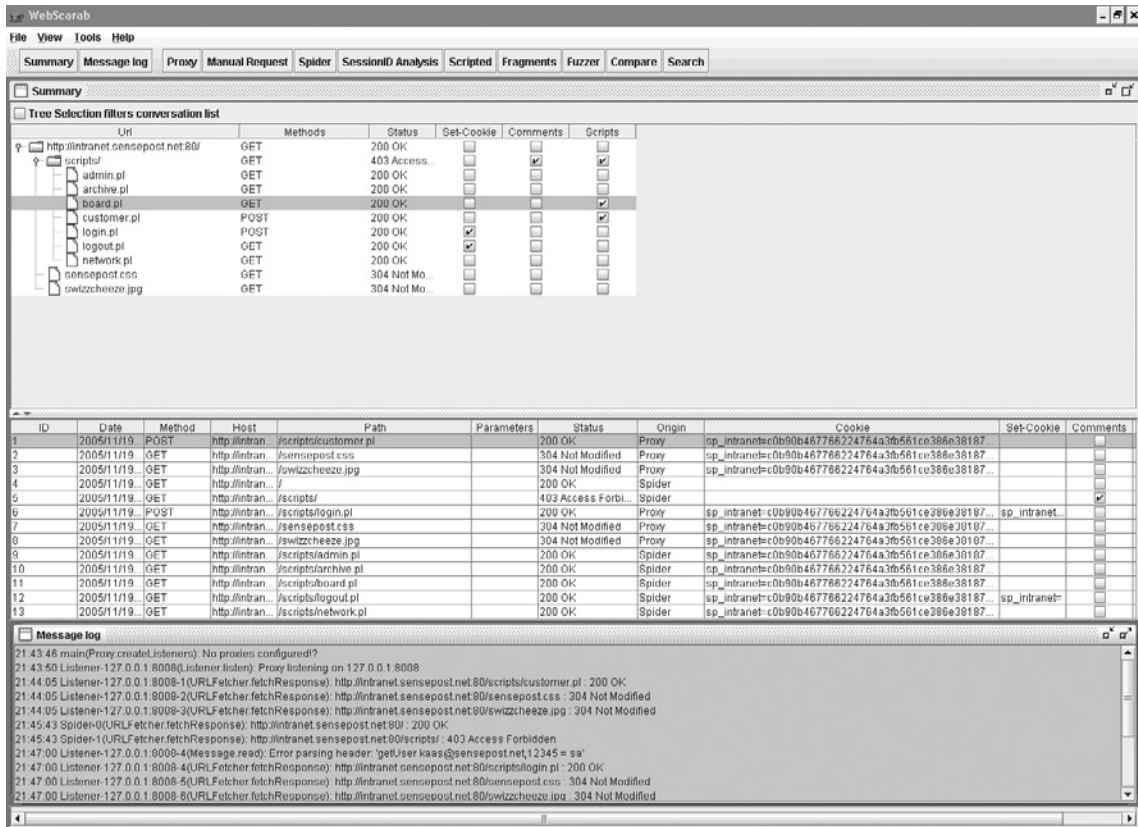 WebScarab
File View Tools Help
Summary Message log Proxy Manual Request Spider SessionID Analysis Scripted Fragments Fuzzer Compare Search
Summary
Tree Selection filters conversation list
Url Methods Status Set-Cookie Comments Scripts
http://intranet.sensepost.net:80/ GET 200 OK
scripts/ GET 403 Access...
admin.pl GET 200 OK
archive.pl GET 200 OK
board.pl GET 200 OK
customer.pl POST 200 OK
login.pl POST 200 OK
logout.pl GET 200 OK
network.pl GET 200 OK
sensepost.css GET 304 Not Mo...
swizzcheeze.jpg GET 304 Not Mo...
ID Date Method Host Path Parameters Status Origin Cookie Set-Cookie Comments
1 2005/11/19... POST http://intran... /scripts/customer.pl 200 OK Proxy sp_intranet=c0b90b467766224764a3fb561ce386e38187...
2 2005/11/19... GET http://intran... /sensepost.css 304 Not Modified Proxy sp_intranet=c0b90b467766224764a3fb561ce386e38187...
3 2005/11/19... GET http://intran... /swizzcheeze.jpg 304 Not Modified Proxy sp_intranet=c0b90b467766224764a3fb561ce386e38187...
4 2005/11/19... GET http://intran... / 200 OK Spider
5 2005/11/19... GET http://intran... /scripts/ 403 Access Forbi... Spider
6 2005/11/19... POST http://intran... /scripts/login.pl 200 OK Proxy sp_intranet=c0b90b467766224764a3fb561ce386e38187... sp_intranet...
7 2005/11/19... GET http://intran... /sensepost.css 304 Not Modified Proxy sp_intranet=c0b90b467766224764a3fb561ce386e38187...
8 2005/11/19... GET http://intran... /swizzcheeze.jpg 304 Not Modified Proxy sp_intranet=c0b90b467766224764a3fb561ce386e38187...
9 2005/11/19... GET http://intran... /scripts/admin.pl 200 OK Spider sp_intranet=c0b90b467766224764a3fb561ce386e38187...
10 2005/11/19... GET http://intran... /scripts/archive.pl 200 OK Spider sp_intranet=c0b90b467766224764a3fb561ce386e38187...
11 2005/11/19... GET http://intran... /scripts/board.pl 200 OK Spider sp_intranet=c0b90b467766224764a3fb561ce386e38187...
12 2005/11/19... GET http://intran... /scripts/logout.pl 200 OK Spider sp_intranet=c0b90b467766224764a3fb561ce386e38187... sp_intranet=
13 2005/11/19... GET http://intran... /scripts/network.pl 200 OK Spider sp_intranet=c0b90b467766224764a3fb561ce386e38187...
Message log
21:43:46 main(Proxy.createListeners): No proxies configured!?
21:43:50 Listener-127.0.0.1:8008(Listener.listen): Proxy listening on 127.0.0.1:8008
21:44:05 Listener-127.0.0.1:8008-1(URLFetcher.fetchResponse): http://intranet.sensepost.net:80/scripts/customer.pl : 200 OK
21:44:05 Listener-127.0.0.1:8008-2(URLFetcher.fetchResponse): http://intranet.sensepost.net:80/sensepost.css : 304 Not Modified
21:44:05 Listener-127.0.0.1:8008-3(URLFetcher.fetchResponse): http://intranet.sensepost.net:80/swizzcheeze.jpg : 304 Not Modified
21:45:43 Spider-0(URLFetcher.fetchResponse): http://intranet.sensepost.net:80/ : 200 OK
21:45:43 Spider-1(URLFetcher.fetchResponse): http://intranet.sensepost.net:80/scripts/ : 403 Access Forbidden
21:47:00 Listener-127.0.0.1:8008-4(Message.read): Error parsing header: 'getUser kaas@sensepost.net,12345 = sa'
21:47:00 Listener-127.0.0.1:8008-4(URLFetcher.fetchResponse): http://intranet.sensepost.net:80/scripts/login.pl : 200 OK
21:47:00 Listener-127.0.0.1:8008-5(URLFetcher.fetchResponse): http://intranet.sensepost.net:80/sensepost.css : 304 Not Modified
21:47:00 Listener-127.0.0.1:8008-6(URLFetcher.fetchResponse): http://intranet.sensepost.net:80/swizzcheeze.jpg : 304 Not Modified